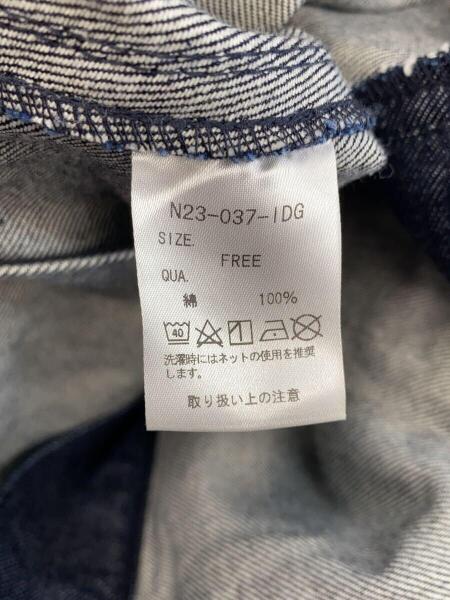 N23-037-IDG
SIZE.
FREE
QUA.
綿 100%
40
洗濯時にはネットの使用を推奨
します。
取り扱い上の注意